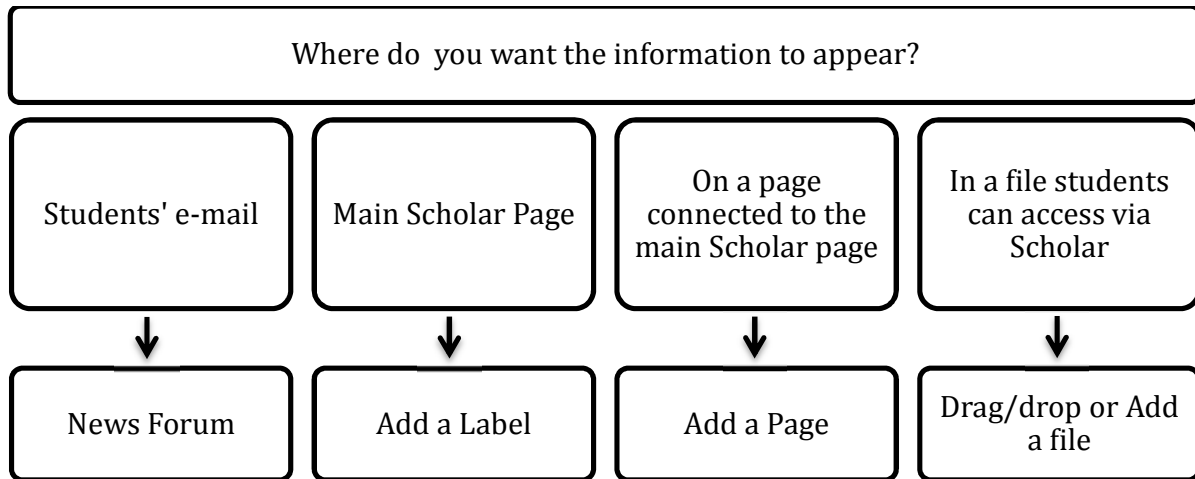 Where do  you want the information to appear?
Students' e-mail
Main Scholar Page
On a page
connected to the
main Scholar page
In a file students
can access via
Scholar
News Forum
Add a Label
Add a Page
Drag/drop or Add
a file